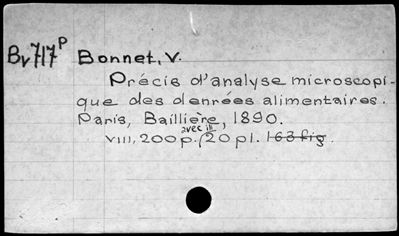 Bv717P Bonnet, V.
Précis d'analyse microscopi-
que des denrées alimentaires.
Paris, Baillière, 1890.
avec ill
VIII, 200 p. /20 pl. 163 fig.